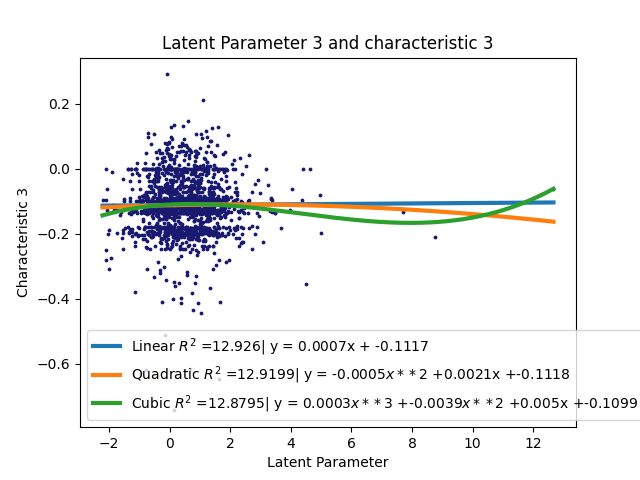 Latent Parameter 3 and characteristic 3
Characteristic 3
0.2
0.0
−0.2
−0.4
−0.6
Linear R² =12.926| y = 0.0007x + -0.1117
Quadratic R² =12.9199| y = -0.0005x * * 2 +0.0021x +-0.1118
Cubic R² =12.8795| y = 0.0003x * * 3 +-0.0039x * * 2 +0.005x +-0.1099
−2 0 2 4 6 8 10 12
Latent Parameter